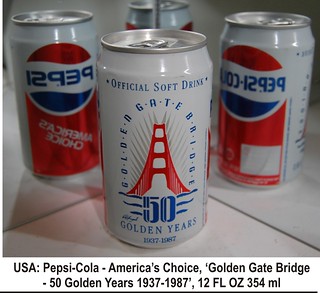 • OFFICIAL SOFT DRINK •
GOLDEN GATE BRIDGE
50
GOLDEN YEARS
1937-1987
PEPSI
AMERICA'S
CHOICE
PEPSI-COL
USA: Pepsi-Cola - America's Choice, 'Golden Gate Bridge
- 50 Golden Years 1937-1987', 12 FL OZ 354 ml